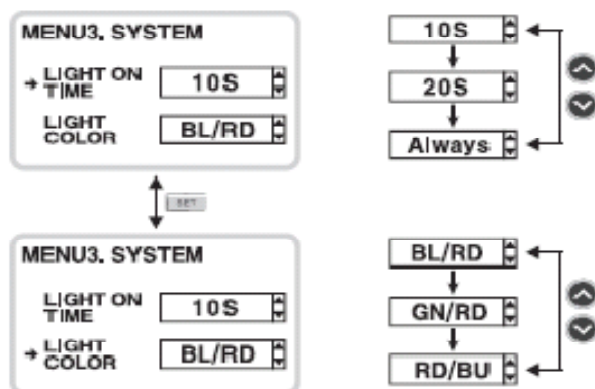 MENU3. SYSTEM
→ LIGHT ON TIME 10S
LIGHT COLOR BL/RD
10S
20S
Always
SET
MENU3. SYSTEM
LIGHT ON TIME 10S
→ LIGHT COLOR BL/RD
BL/RD
GN/RD
RD/BU